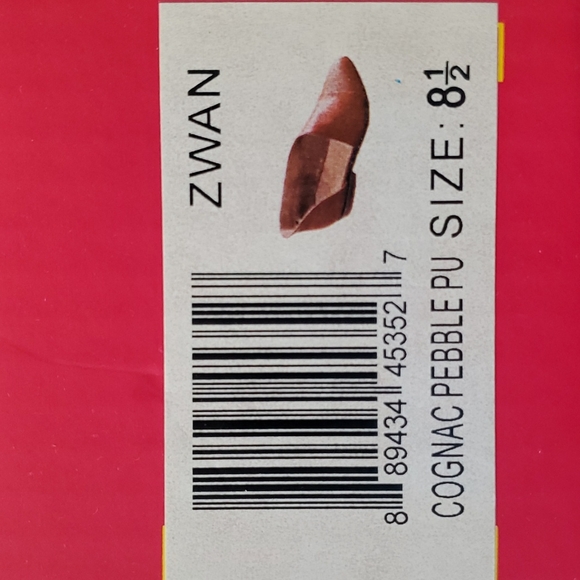 ZWAN
8 89434 45352 7
COGNAC PEBBLE PU SIZE: 8½